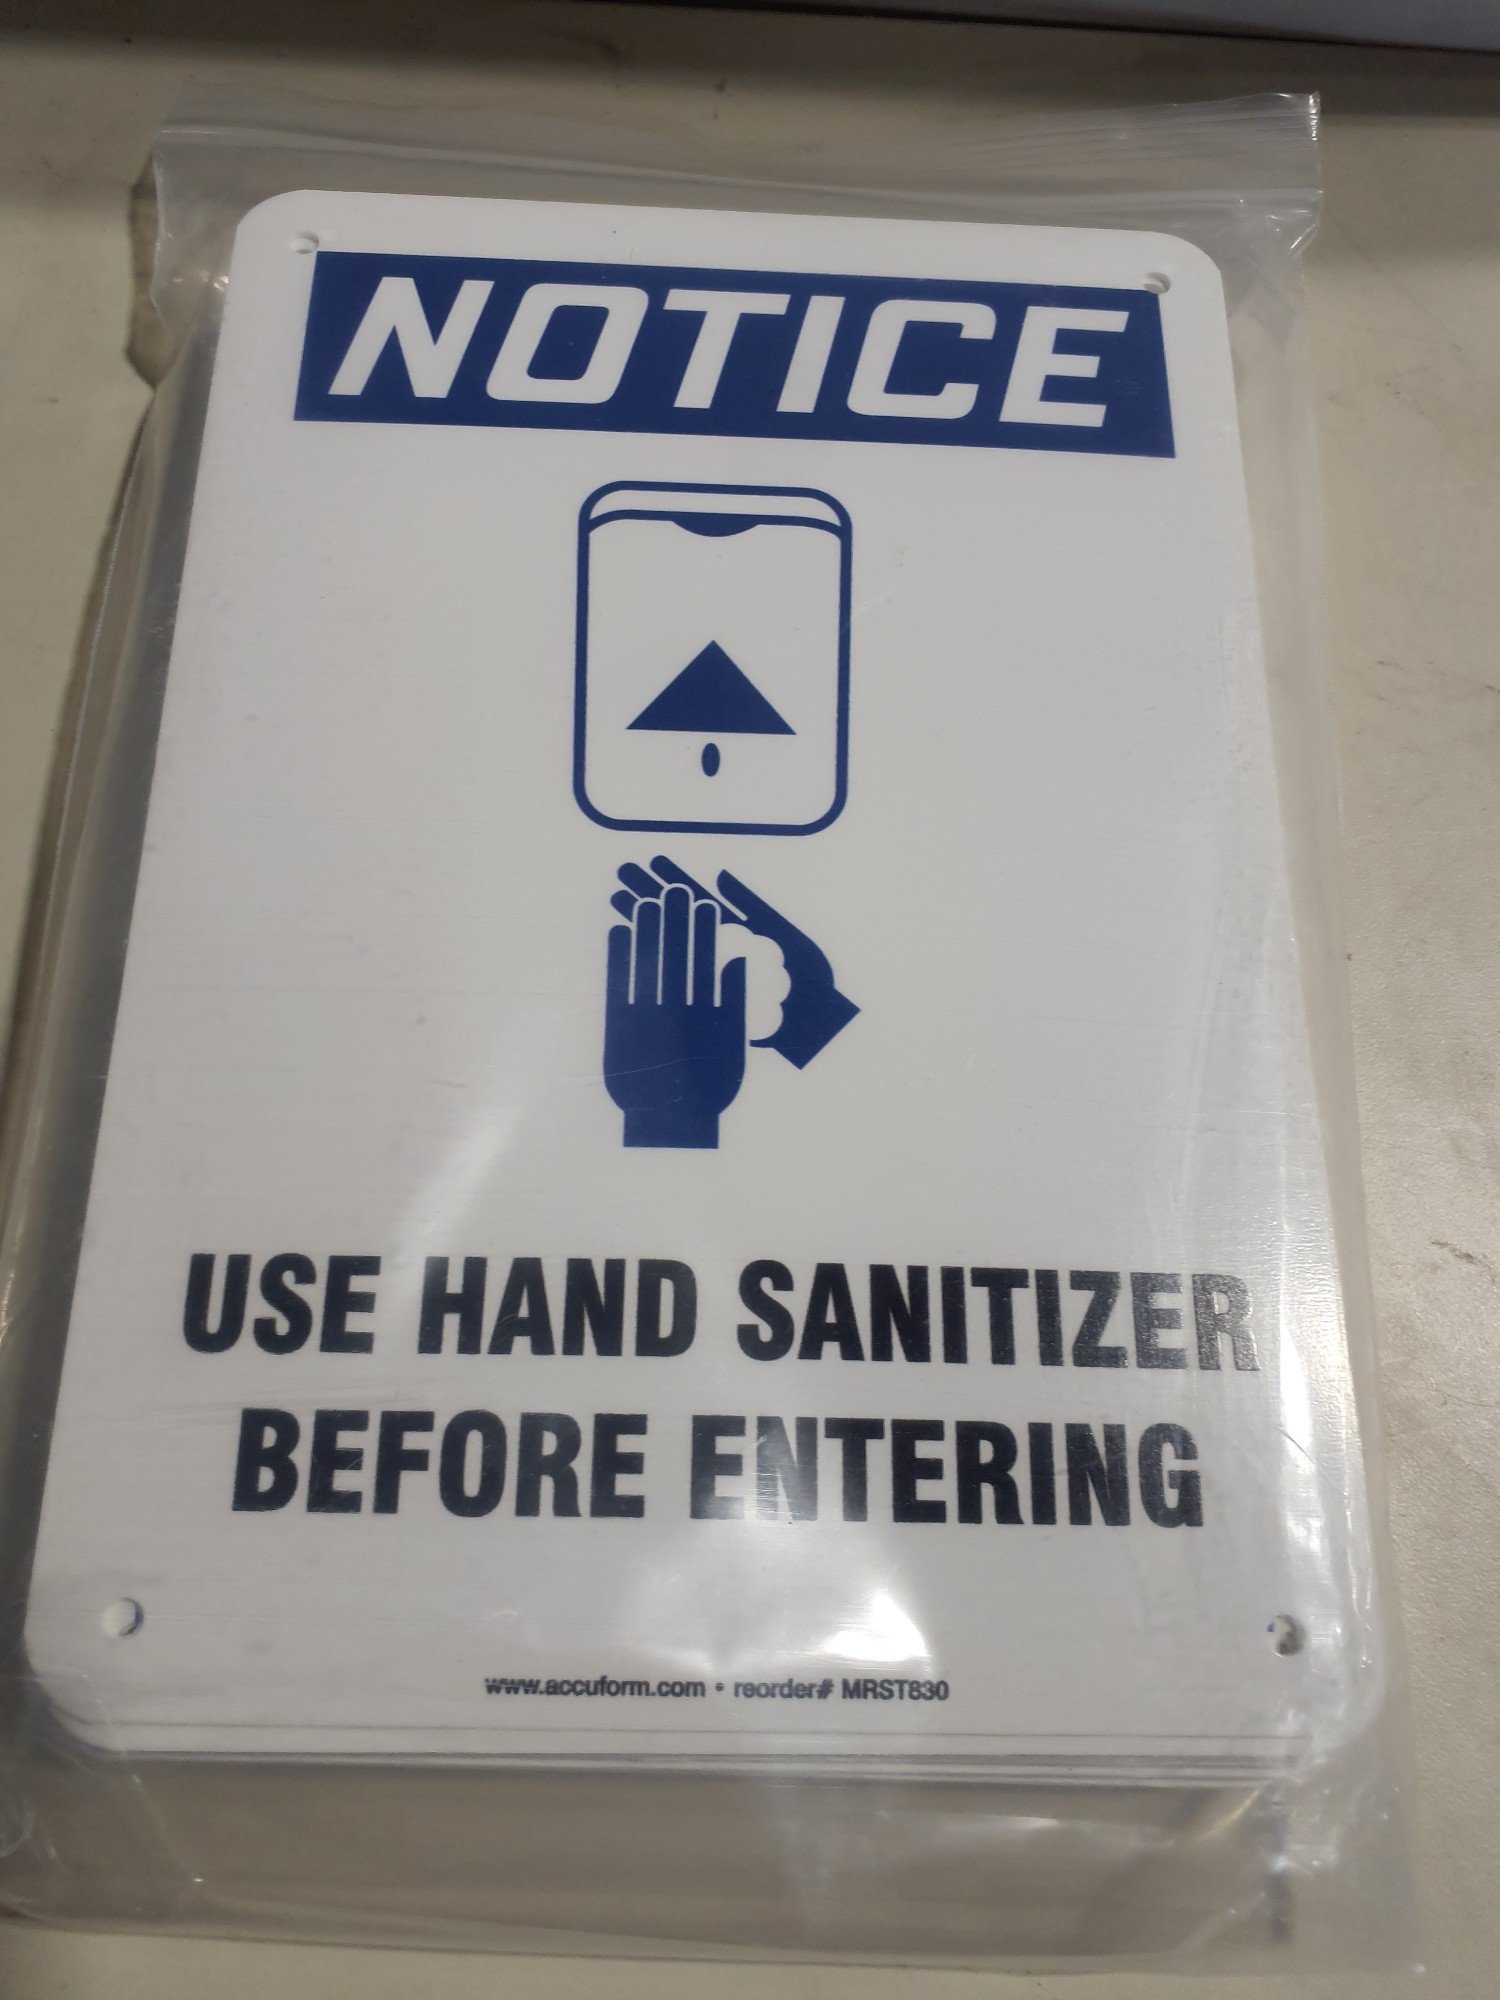 NOTICE
USE HAND SANITIZER
BEFORE ENTERING
www.accuform.com • reorder# MRST830